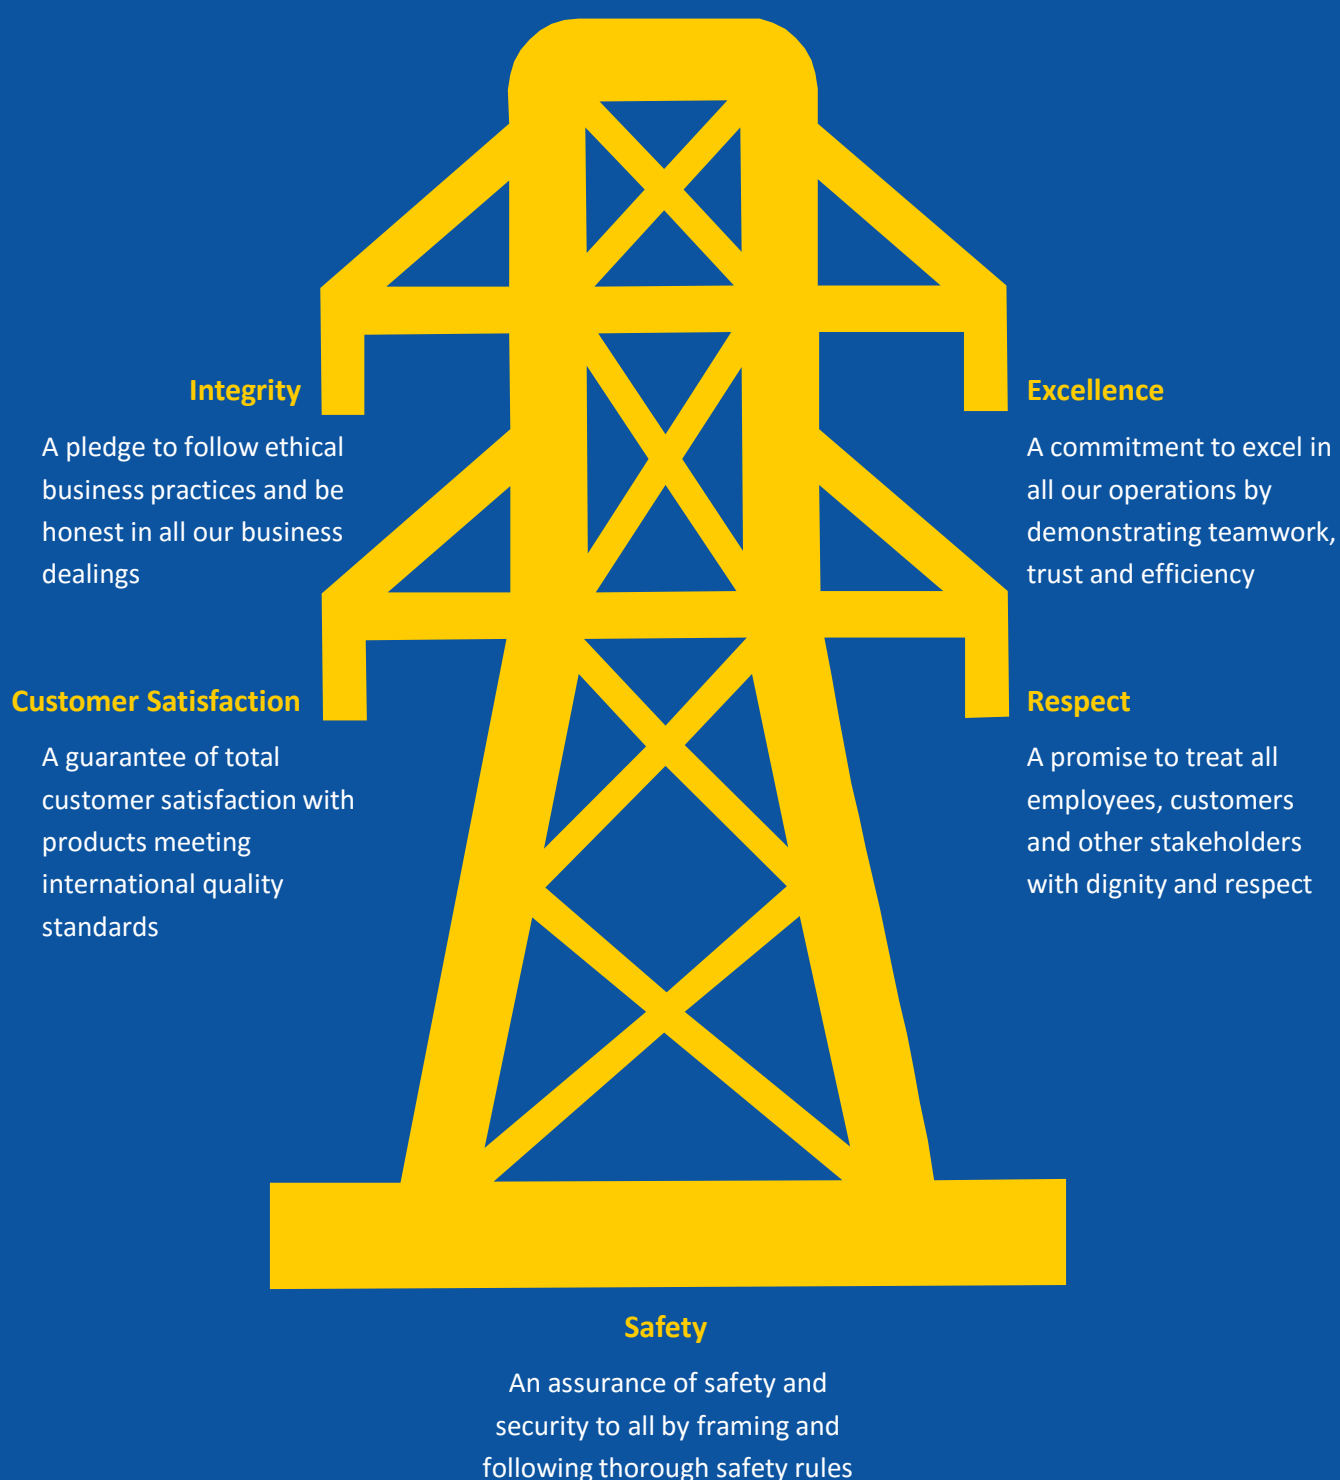 Integrity
A pledge to follow ethical
business practices and be
honest in all our business
dealings
Excellence
A commitment to excel in
all our operations by
demonstrating teamwork,
trust and efficiency
Customer Satisfaction
A guarantee of total
customer satisfaction with
products meeting
international quality
standards
Respect
A promise to treat all
employees, customers
and other stakeholders
with dignity and respect
Safety
An assurance of safety and
security to all by framing and
following thorough safety rules